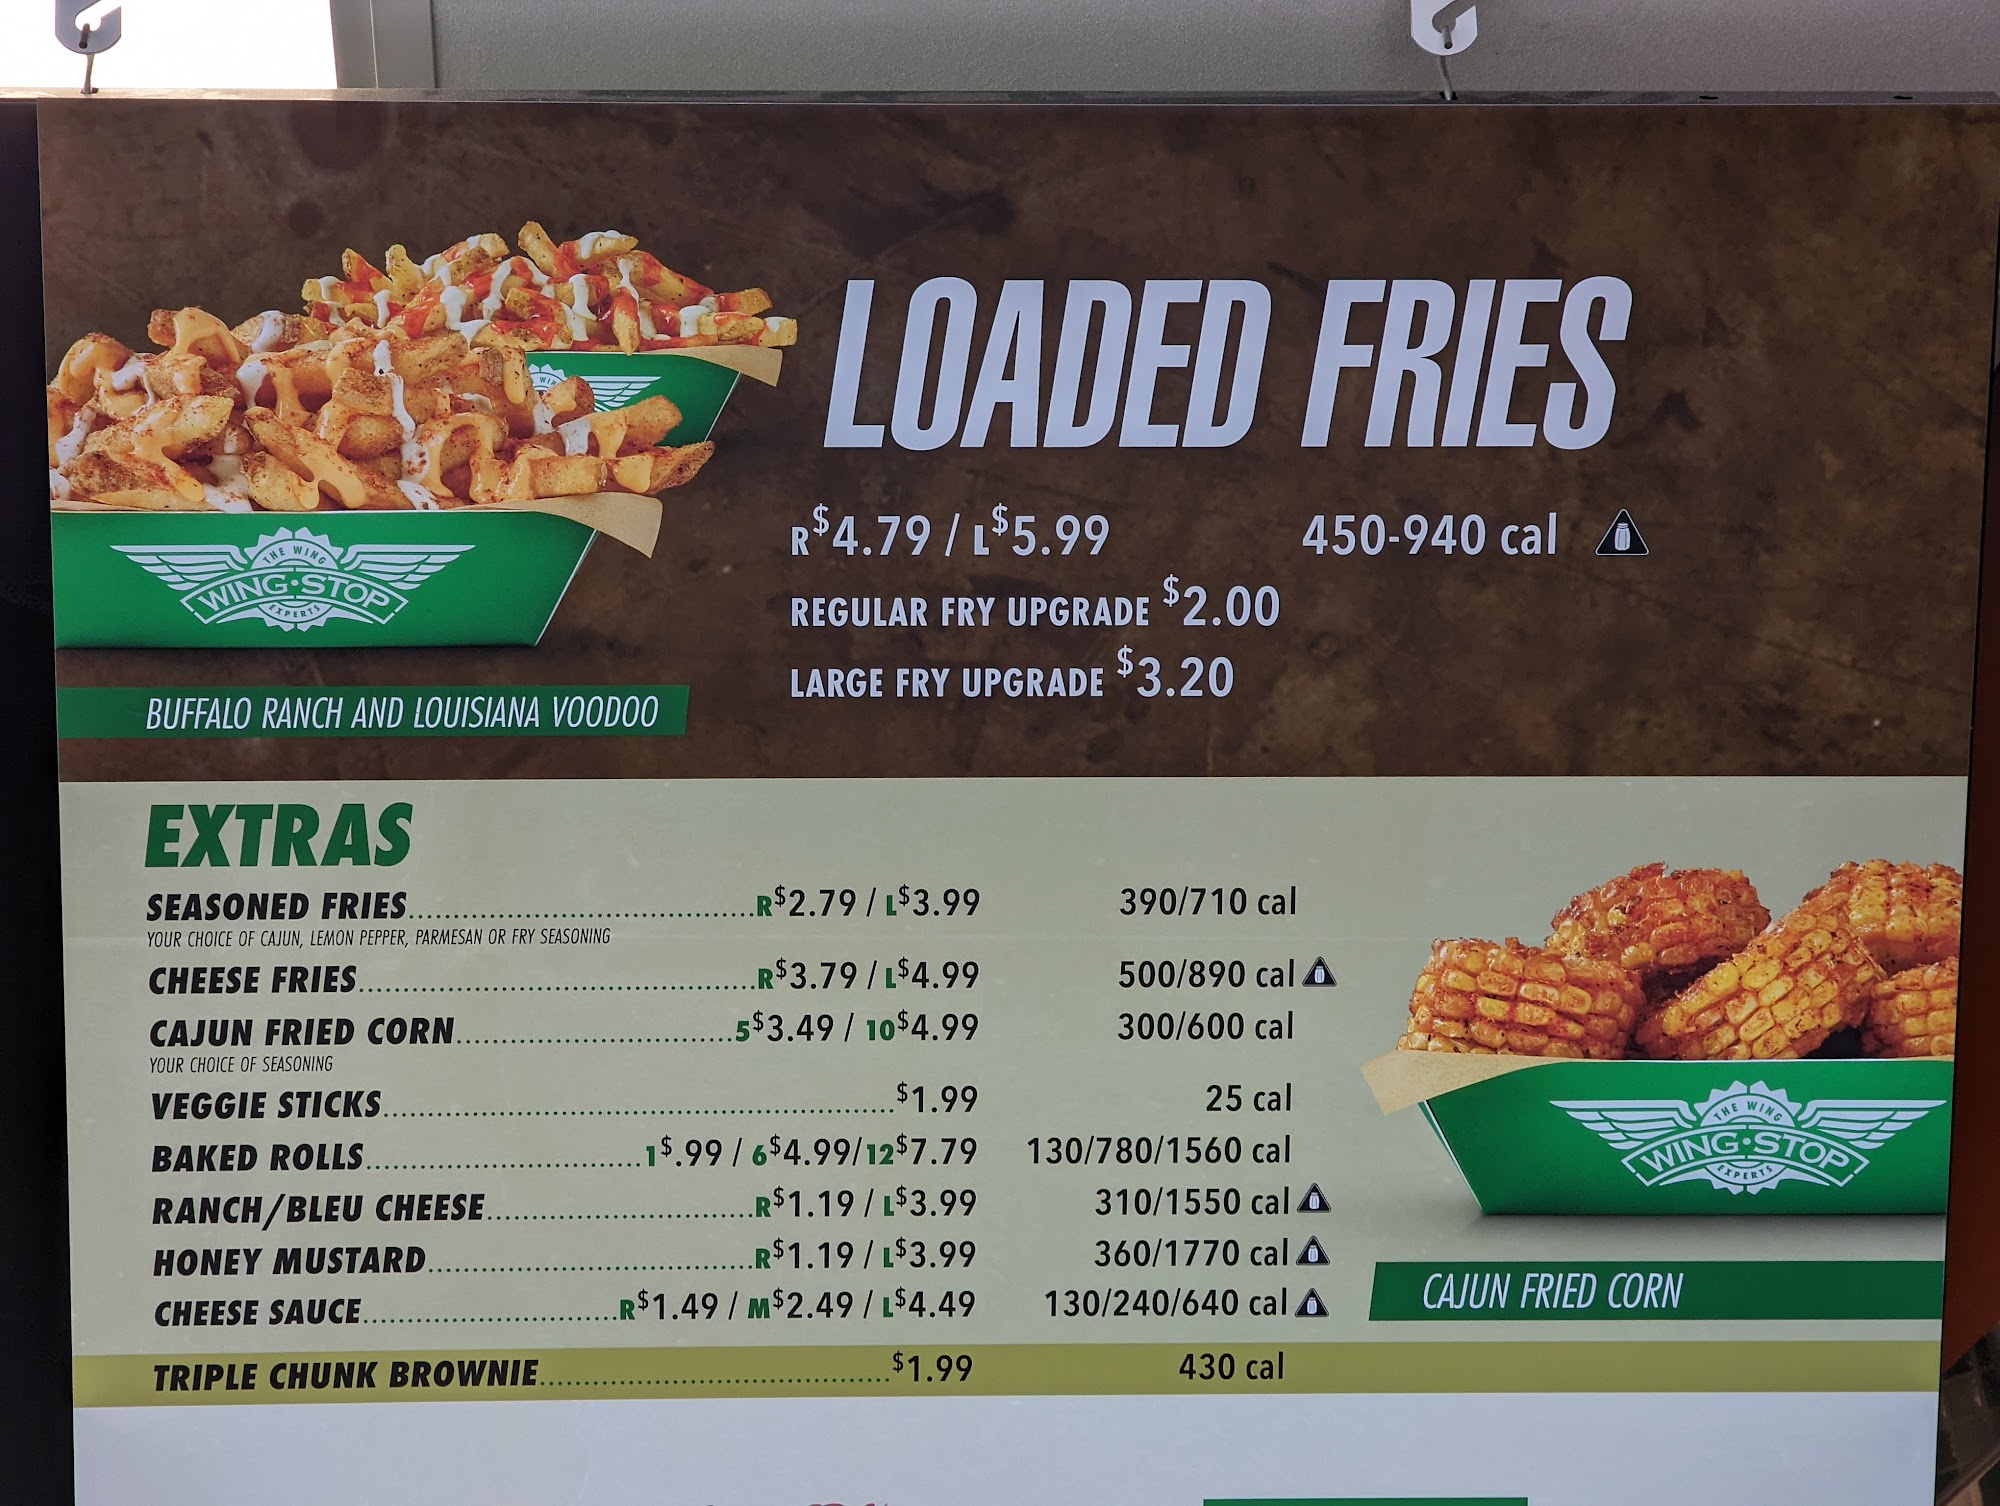 LOADED FRIES
R$4.79 / L$5.99 450-940 cal
REGULAR FRY UPGRADE $2.00
LARGE FRY UPGRADE $3.20
WIN
THE WING
WING•STOP
EXPERTS
BUFFALO RANCH AND LOUISIANA VOODOO
EXTRAS
SEASONED FRIES R$2.79 / L$3.99 390/710 cal
YOUR CHOICE OF CAJUN, LEMON PEPPER, PARMESAN OR FRY SEASONING
CHEESE FRIES R$3.79 / L$4.99 500/890 cal
CAJUN FRIED CORN 5$3.49 / 10$4.99 300/600 cal
YOUR CHOICE OF SEASONING
VEGGIE STICKS $1.99 25 cal
BAKED ROLLS 1$.99 / 6$4.99/12$7.79 130/780/1560 cal
RANCH/BLEU CHEESE R$1.19 / L$3.99 310/1550 cal
HONEY MUSTARD R$1.19 / L$3.99 360/1770 cal
CHEESE SAUCE R$1.49 / M$2.49 / L$4.49 130/240/640 cal
TRIPLE CHUNK BROWNIE $1.99 430 cal
THE WING
WING•STOP
EXPERTS
CAJUN FRIED CORN